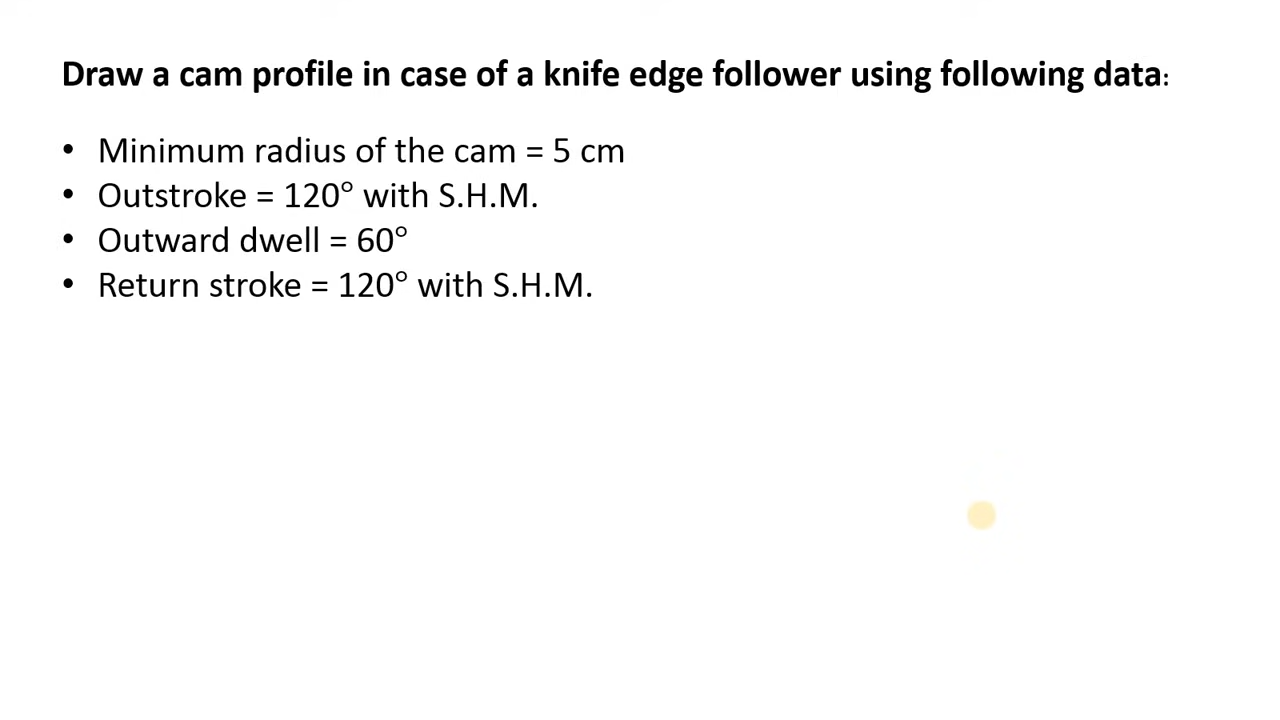 Draw a cam profile in case of a knife edge follower using following data:
• Minimum radius of the cam = 5 cm
• Outstroke = 120° with S.H.M.
• Outward dwell = 60°
• Return stroke = 120° with S.H.M.